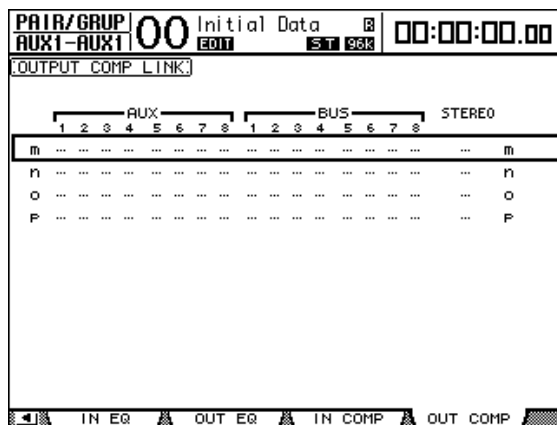 PAIR/GRUP
AUX1-AUX1
00
Initial Data R
EDIT ST 96k
00:00:00.00
OUTPUT COMP LINK
AUX BUS STEREO
1 2 3 4 5 6 7 8 1 2 3 4 5 6 7 8
m m
n n
o o
p p
IN EQ OUT EQ IN COMP OUT COMP